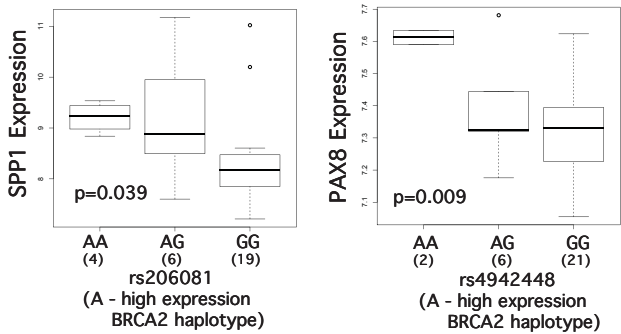 SPP1 Expression
11
10
9
8
p=0.039
AA AG GG
(4) (6) (19)
rs206081
(A - high expression
BRCA2 haplotype)
PAX8 Expression
7.7
7.6
7.5
7.4
7.3
7.2
7.1
p=0.009
AA AG GG
(2) (6) (21)
rs4942448
(A - high expression
BRCA2 haplotype)